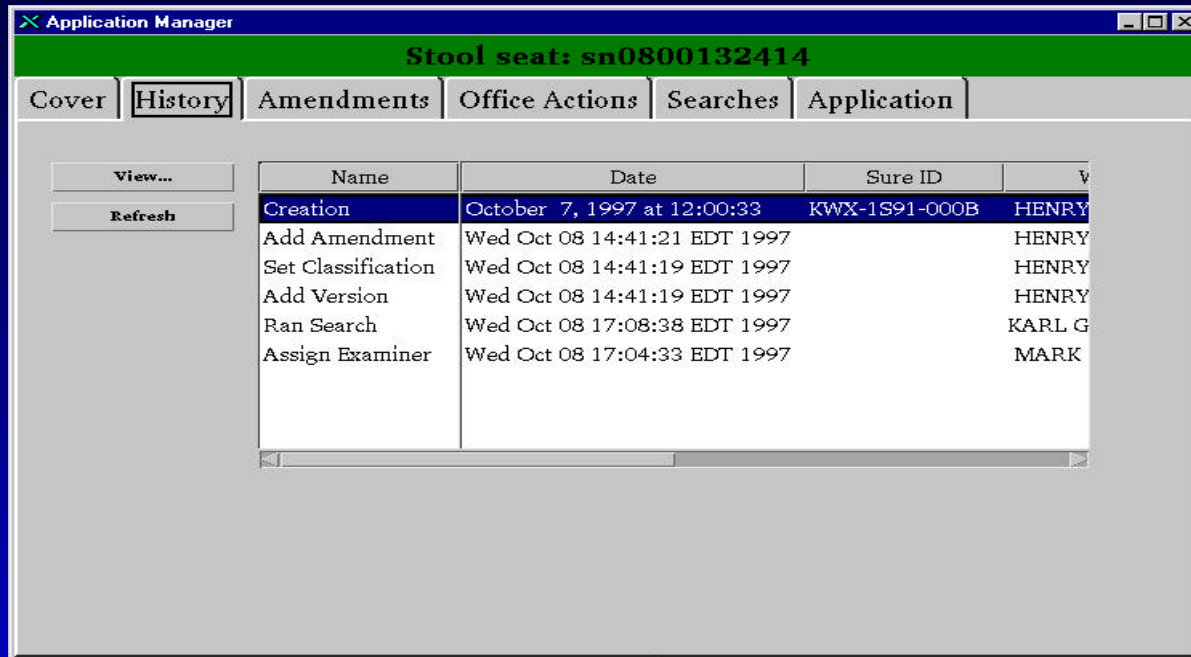 Application Manager
Stool seat: sn0800132414
Cover History Amendments Office Actions Searches Application
View...
Refresh
Name Date Sure ID
Creation October 7, 1997 at 12:00:33 KWX-1S91-000B HENRY
Add Amendment Wed Oct 08 14:41:21 EDT 1997 HENRY
Set Classification Wed Oct 08 14:41:19 EDT 1997 HENRY
Add Version Wed Oct 08 14:41:19 EDT 1997 HENRY
Ran Search Wed Oct 08 17:08:38 EDT 1997 KARL G
Assign Examiner Wed Oct 08 17:04:33 EDT 1997 MARK